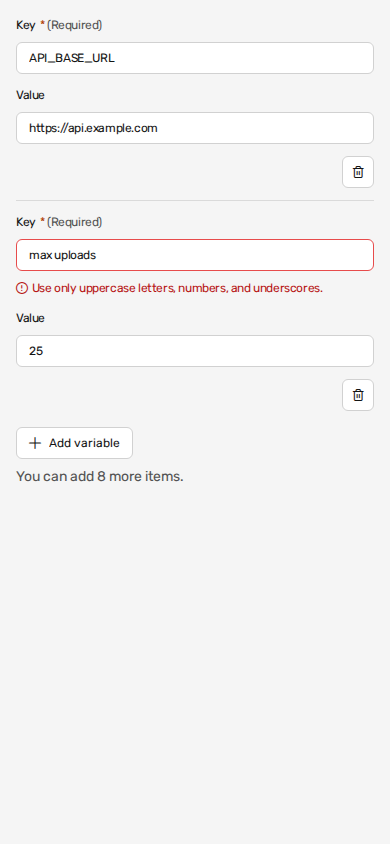 Key * (Required)
API_BASE_URL
Value
https://api.example.com
Key * (Required)
max uploads
Use only uppercase letters, numbers, and underscores.
Value
25
Add variable
You can add 8 more items.